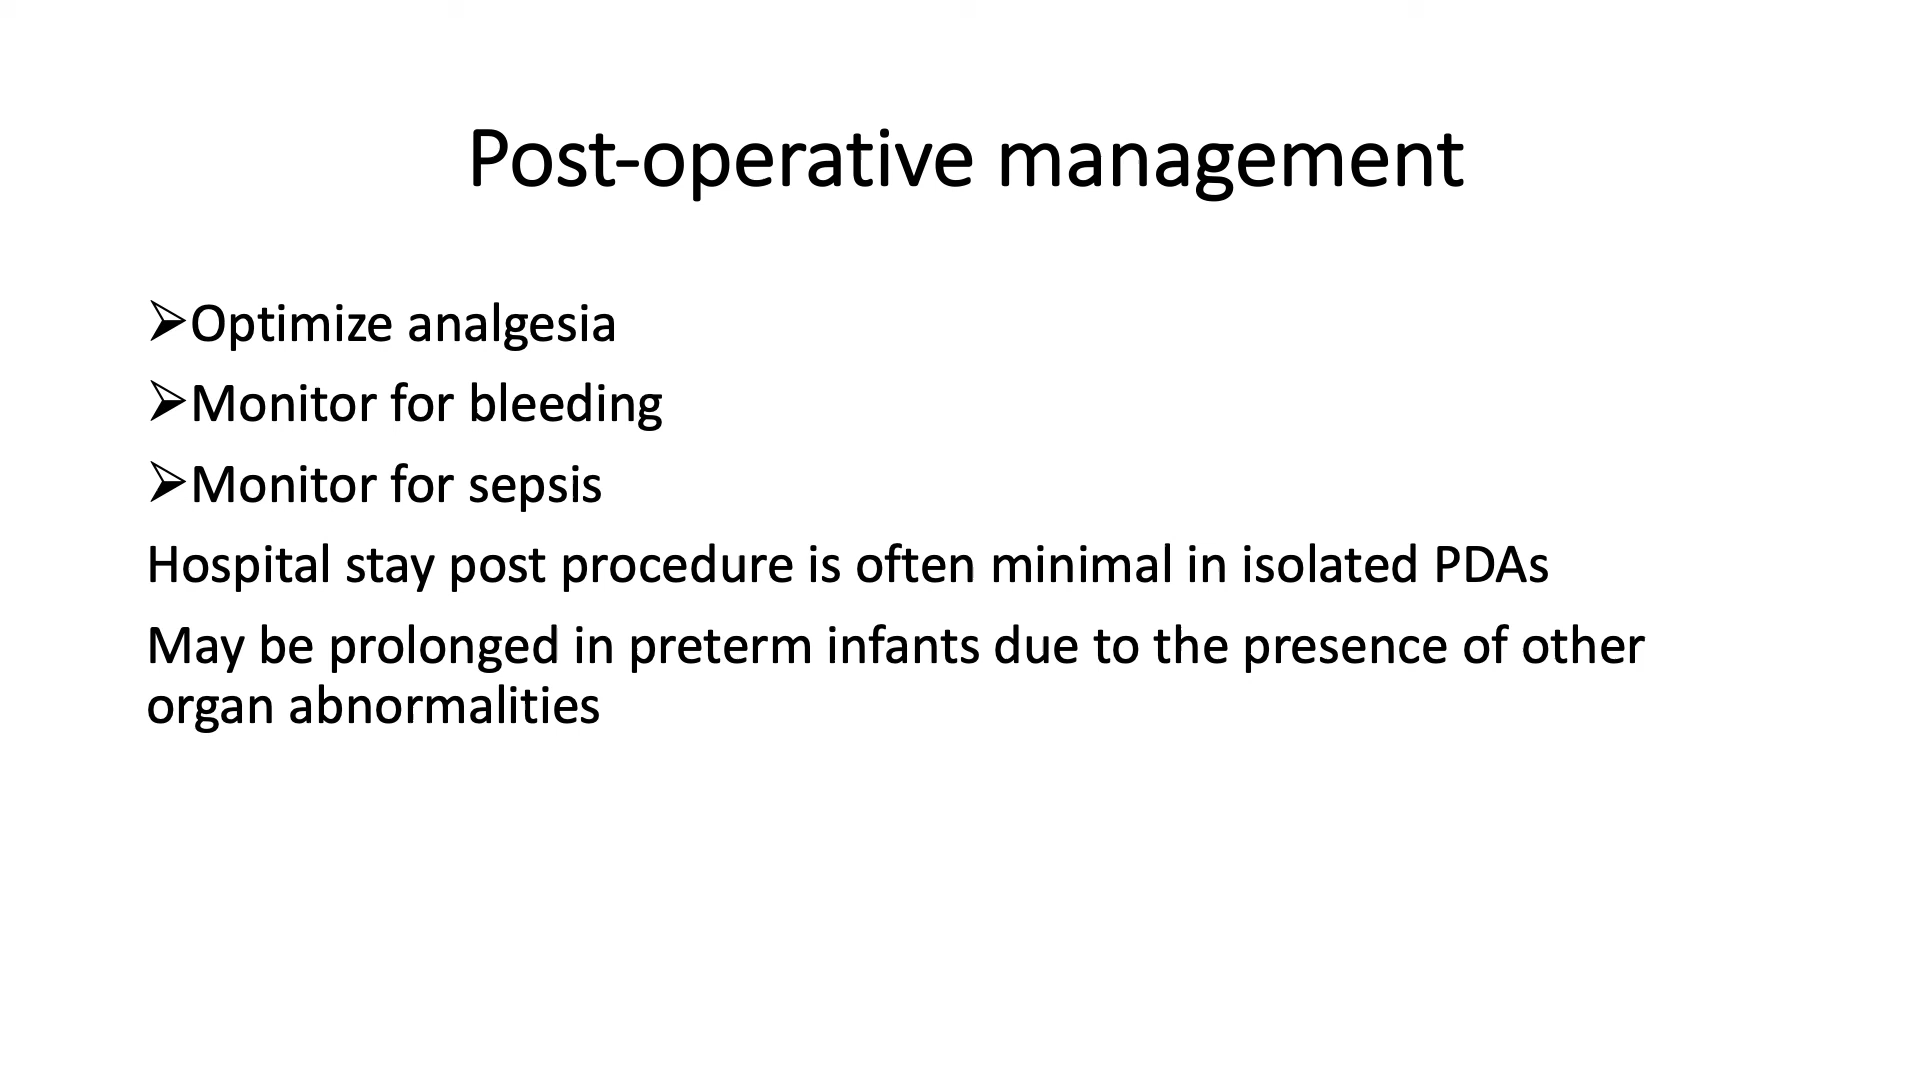 Post-operative management
➢Optimize analgesia
➢Monitor for bleeding
➢Monitor for sepsis
Hospital stay post procedure is often minimal in isolated PDAs
May be prolonged in preterm infants due to the presence of other
organ abnormalities